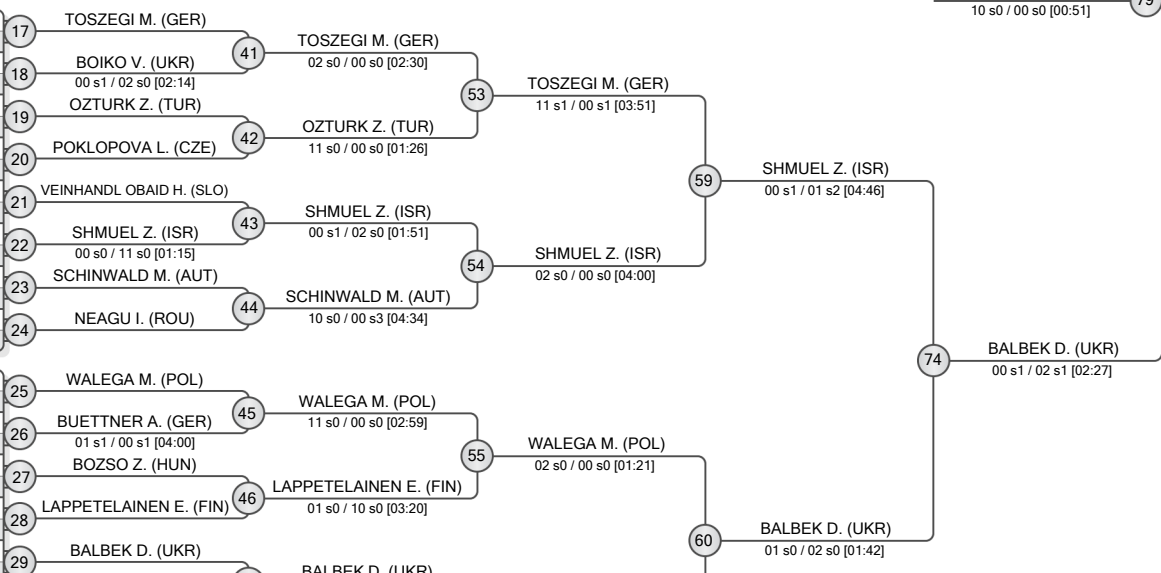 10 s0 / 00 s0 [00:51]
79
17
TOSZEGI M. (GER)
41
TOSZEGI M. (GER)
02 s0 / 00 s0 [02:30]
18
BOIKO V. (UKR)
00 s1 / 02 s0 [02:14]
53
TOSZEGI M. (GER)
11 s1 / 00 s1 [03:51]
19
OZTURK Z. (TUR)
42
OZTURK Z. (TUR)
11 s0 / 00 s0 [01:26]
20
POKLOPOVA L. (CZE)
59
SHMUEL Z. (ISR)
00 s1 / 01 s2 [04:46]
21
VEINHANDL OBAID H. (SLO)
43
SHMUEL Z. (ISR)
00 s1 / 02 s0 [01:51]
22
SHMUEL Z. (ISR)
00 s0 / 11 s0 [01:15]
54
SHMUEL Z. (ISR)
02 s0 / 00 s0 [04:00]
23
SCHINWALD M. (AUT)
44
SCHINWALD M. (AUT)
10 s0 / 00 s3 [04:34]
24
NEAGU I. (ROU)
74
BALBEK D. (UKR)
00 s1 / 02 s1 [02:27]
25
WALEGA M. (POL)
45
WALEGA M. (POL)
11 s0 / 00 s0 [02:59]
26
BUETTNER A. (GER)
01 s1 / 00 s1 [04:00]
55
WALEGA M. (POL)
02 s0 / 00 s0 [01:21]
27
BOZSO Z. (HUN)
46
LAPPETELAINEN E. (FIN)
01 s0 / 10 s0 [03:20]
28
LAPPETELAINEN E. (FIN)
60
BALBEK D. (UKR)
01 s0 / 02 s0 [01:42]
29
BALBEK D. (UKR)
BALBEK D. (UKR)